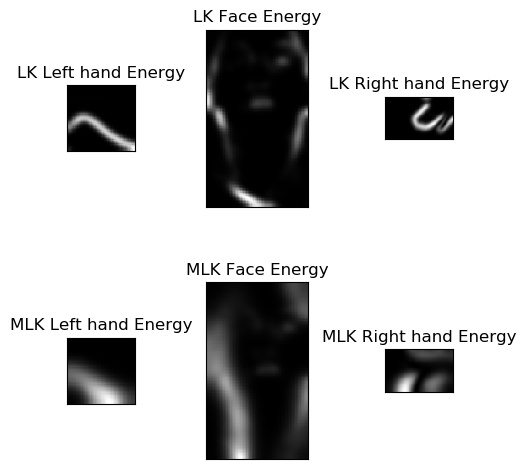 LK Face Energy
LK Left hand Energy
LK Right hand Energy
MLK Face Energy
MLK Left hand Energy
MLK Right hand Energy